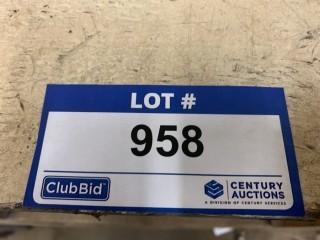 LOT #
958
ClubBid
CENTURY
AUCTIONS
A DIVISION OF CENTURY SERVICES